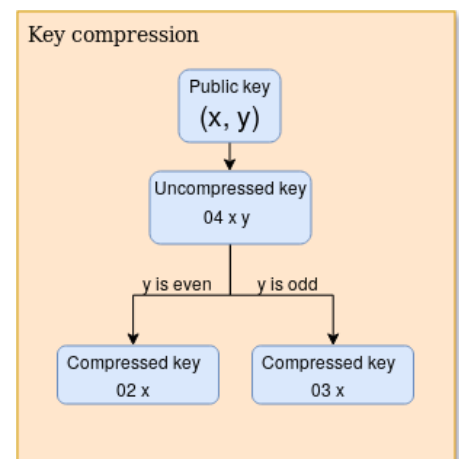 Key compression
Public key
(x, y)
Uncompressed key
04 x y
y is even
y is odd
Compressed key
02 x
Compressed key
03 x